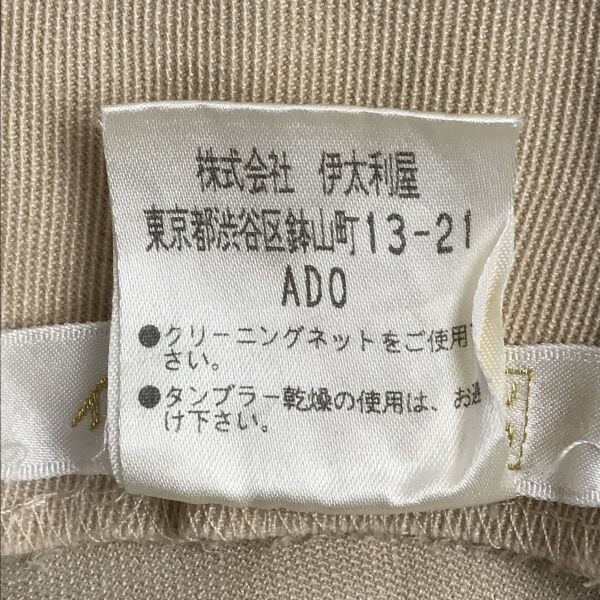 株式会社 伊太利屋
東京都渋谷区鉢山町13-21
ADO
●クリーニングネットをご使用下
さい。
●タンブラー乾燥の使用は、お避
け下さい。